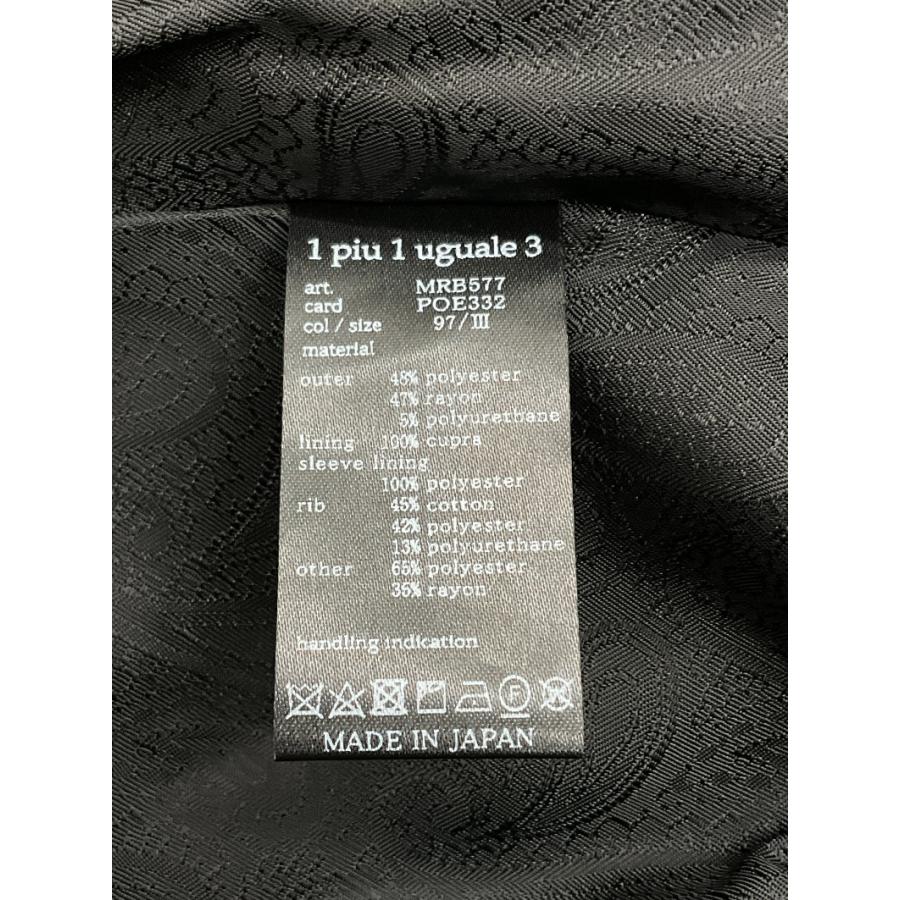 1 piu 1 uguale 3
art. MRB577
card POE332
col / size 97/III
material
outer 48% polyester
47% rayon
5% polyurethane
lining 100% cupra
sleeve lining
100% polyester
rib 45% cotton
42% polyester
13% polyurethane
other 65% polyester
35% rayon
handling indication
F
MADE IN JAPAN